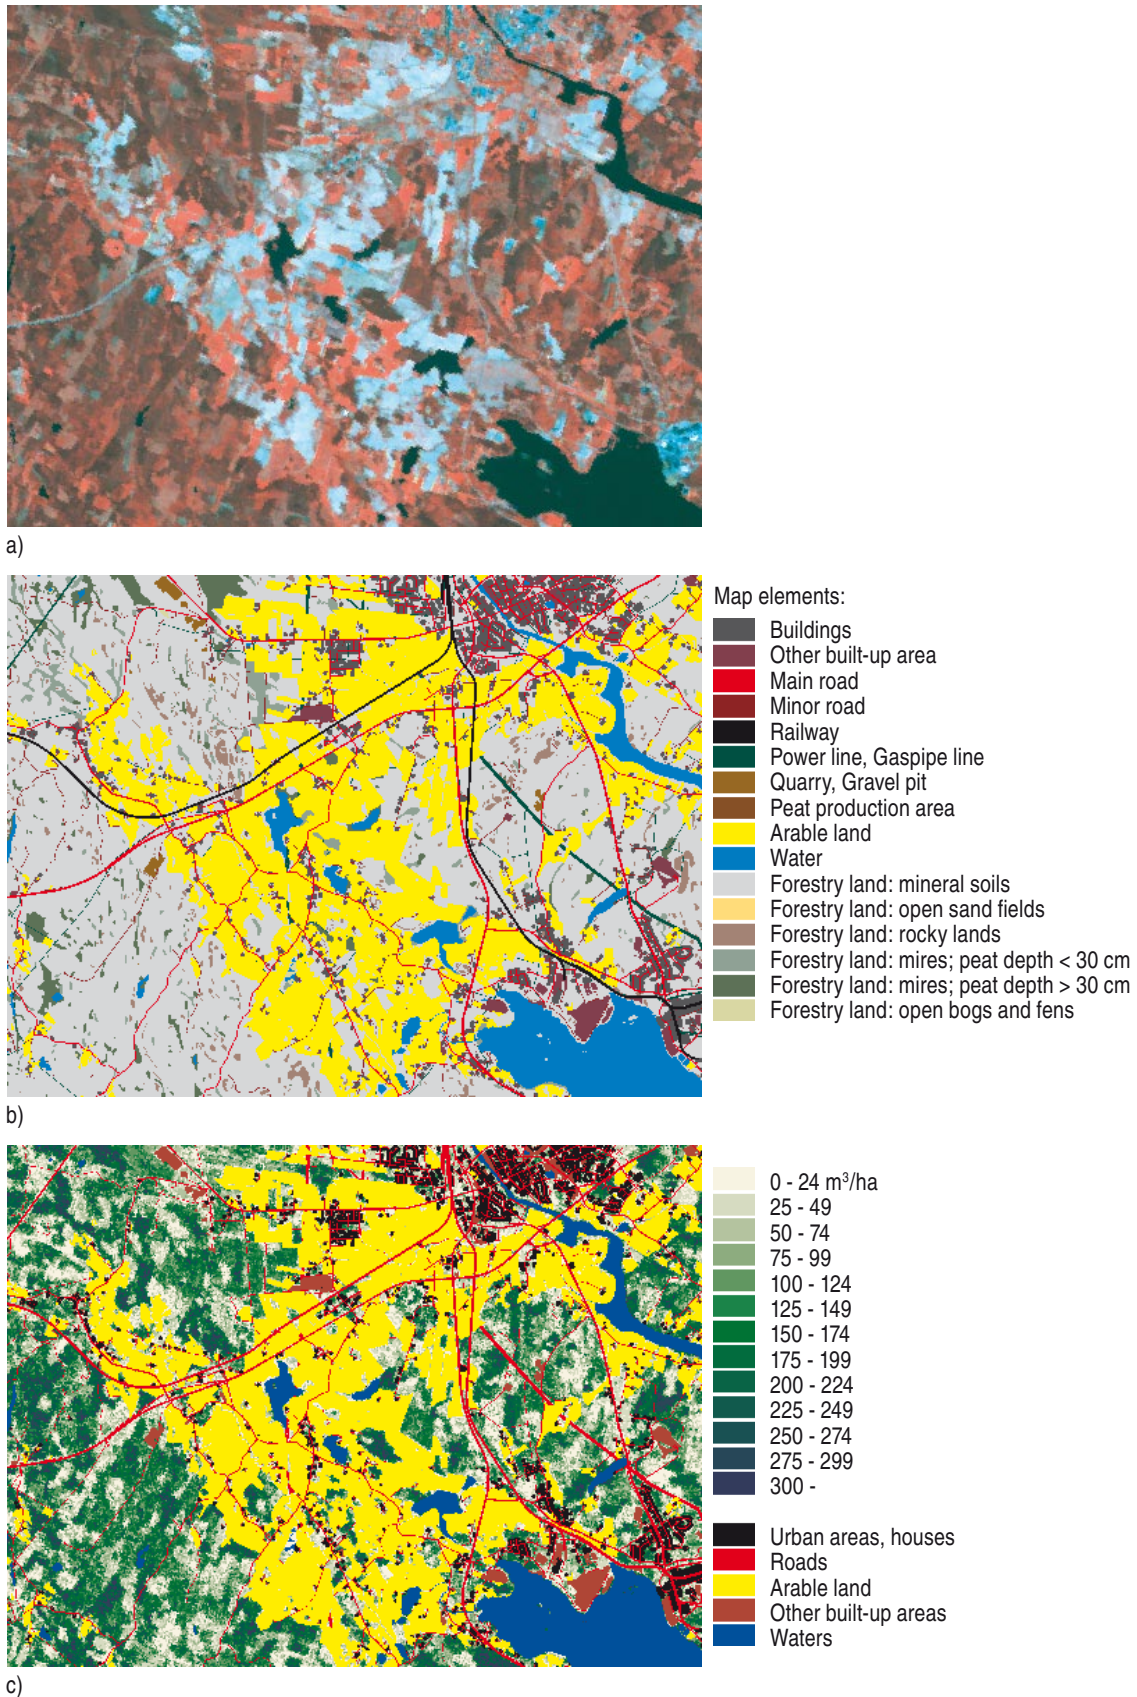 a)
Map elements:
Buildings
Other built-up area
Main road
Minor road
Railway
Power line, Gaspipe line
Quarry, Gravel pit
Peat production area
Arable land
Water
Forestry land: mineral soils
Forestry land: open sand fields
Forestry land: rocky lands
Forestry land: mires; peat depth < 30 cm
Forestry land: mires; peat depth > 30 cm
Forestry land: open bogs and fens
b)
0 - 24 m³/ha
25 - 49
50 - 74
75 - 99
100 - 124
125 - 149
150 - 174
175 - 199
200 - 224
225 - 249
250 - 274
275 - 299
300 -
Urban areas, houses
Roads
Arable land
Other built-up areas
Waters
c)